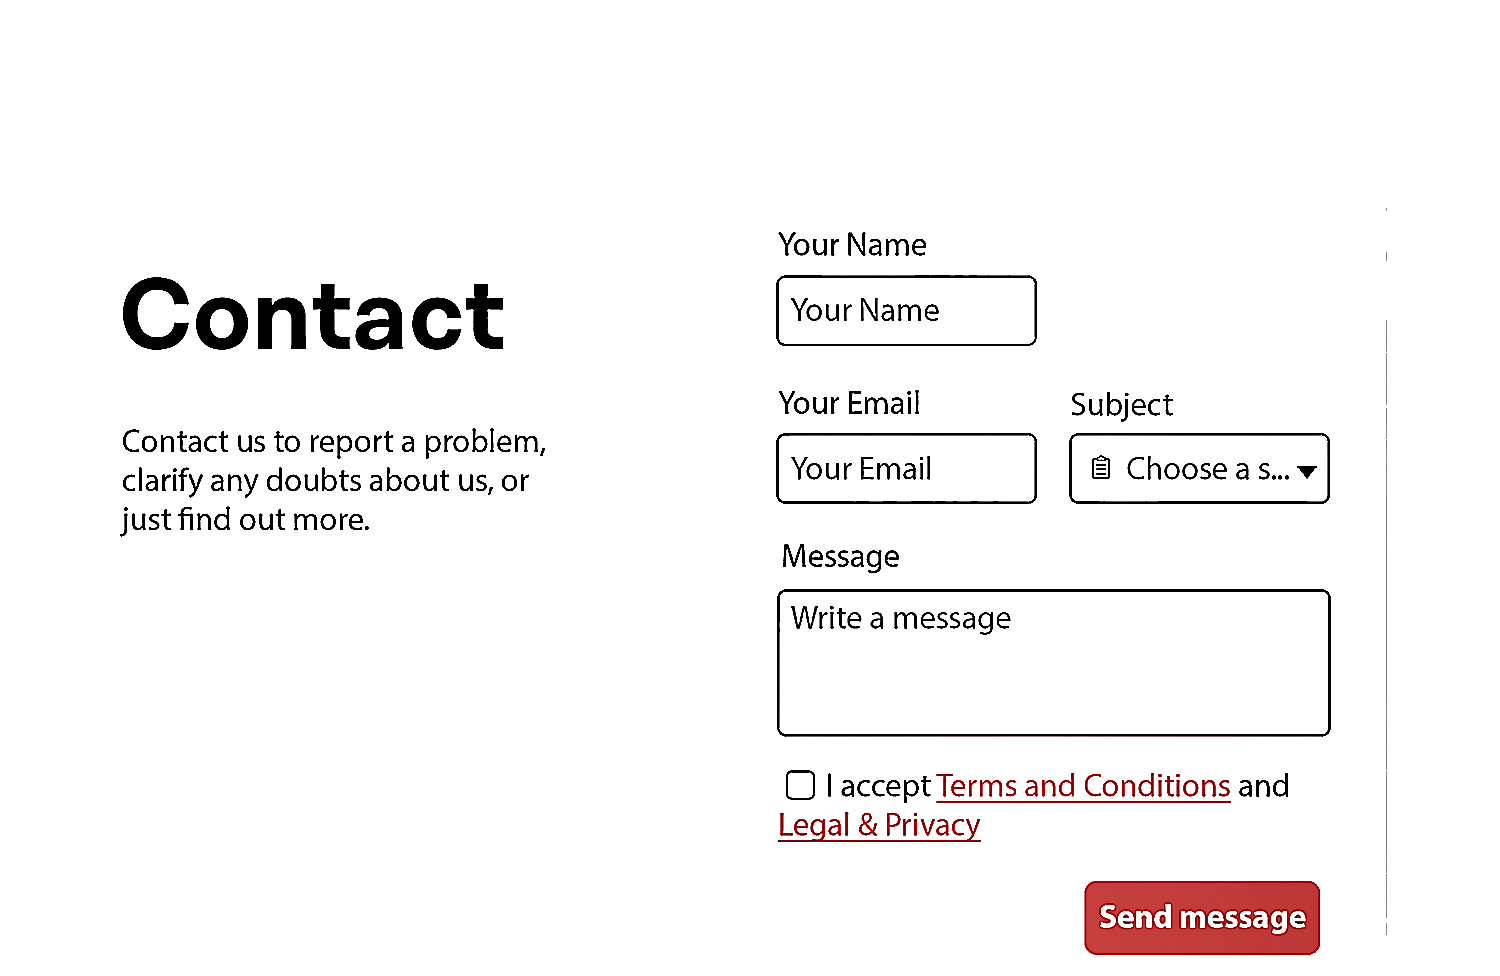 Contact
Contact us to report a problem,
clarify any doubts about us, or
just find out more.
Your Name
Your Name
Your Email
Subject
Your Email
Choose a s...
Message
Write a message
I accept Terms and Conditions and
Legal & Privacy
Send message